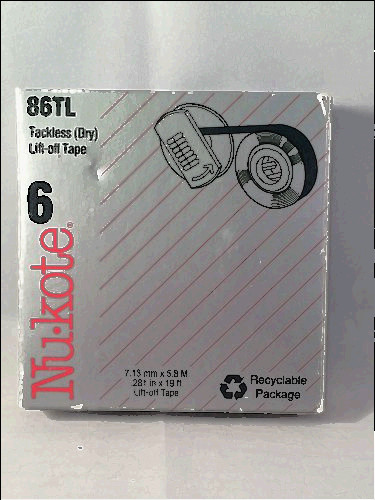 86TL
Tackless (Dry)
Lift-off Tape
6
Nu·kote®
7.13 mm x 5.8 M
.281 in x 19 ft
Lift-off Tape
Recyclable
Package